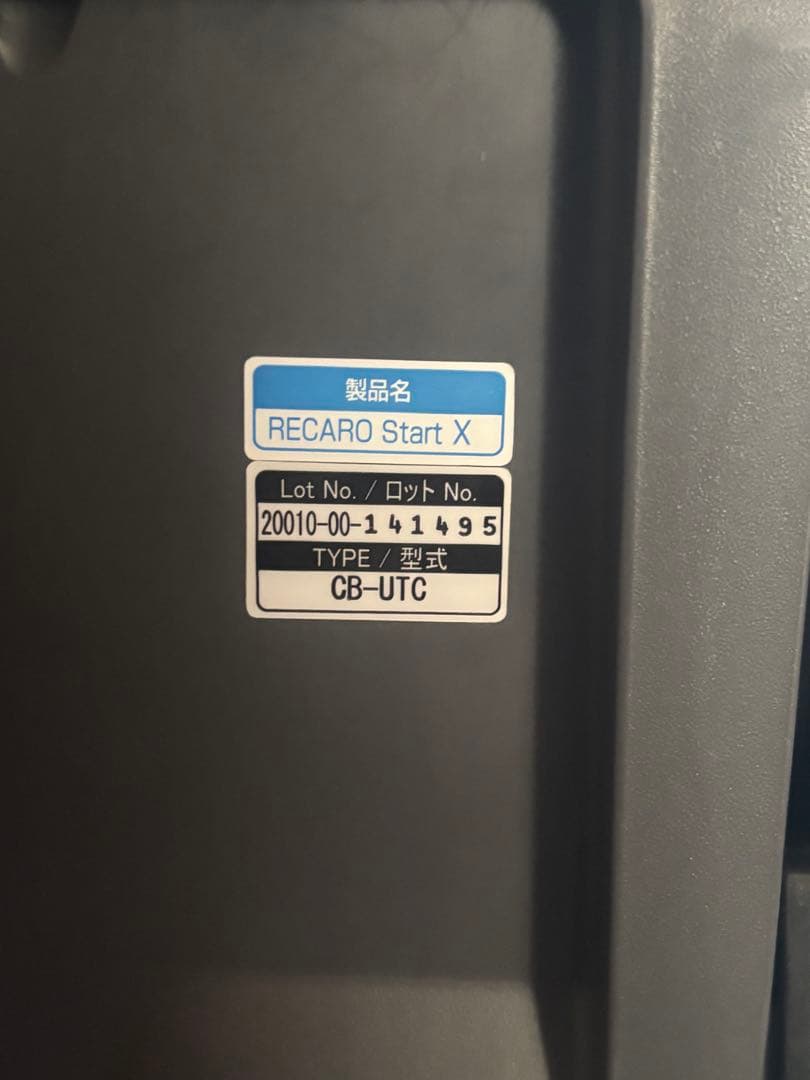 製品名
RECARO Start X
Lot No. / ロット No.
20010-00-141495
TYPE / 型式
CB-UTC